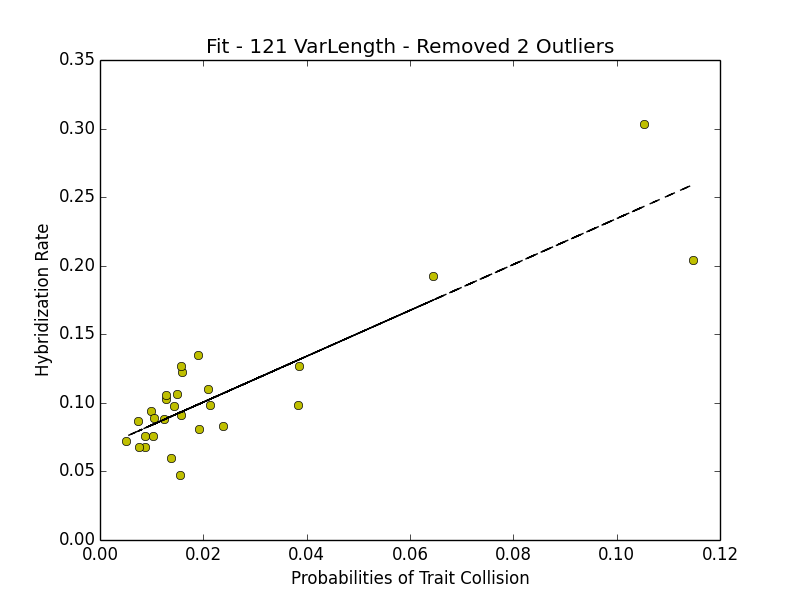 Fit - 121 VarLength - Removed 2 Outliers
0.35
0.30
0.25
0.20
0.15
0.10
0.05
0.00
Hybridization Rate
0.00 0.02 0.04 0.06 0.08 0.10 0.12
Probabilities of Trait Collision